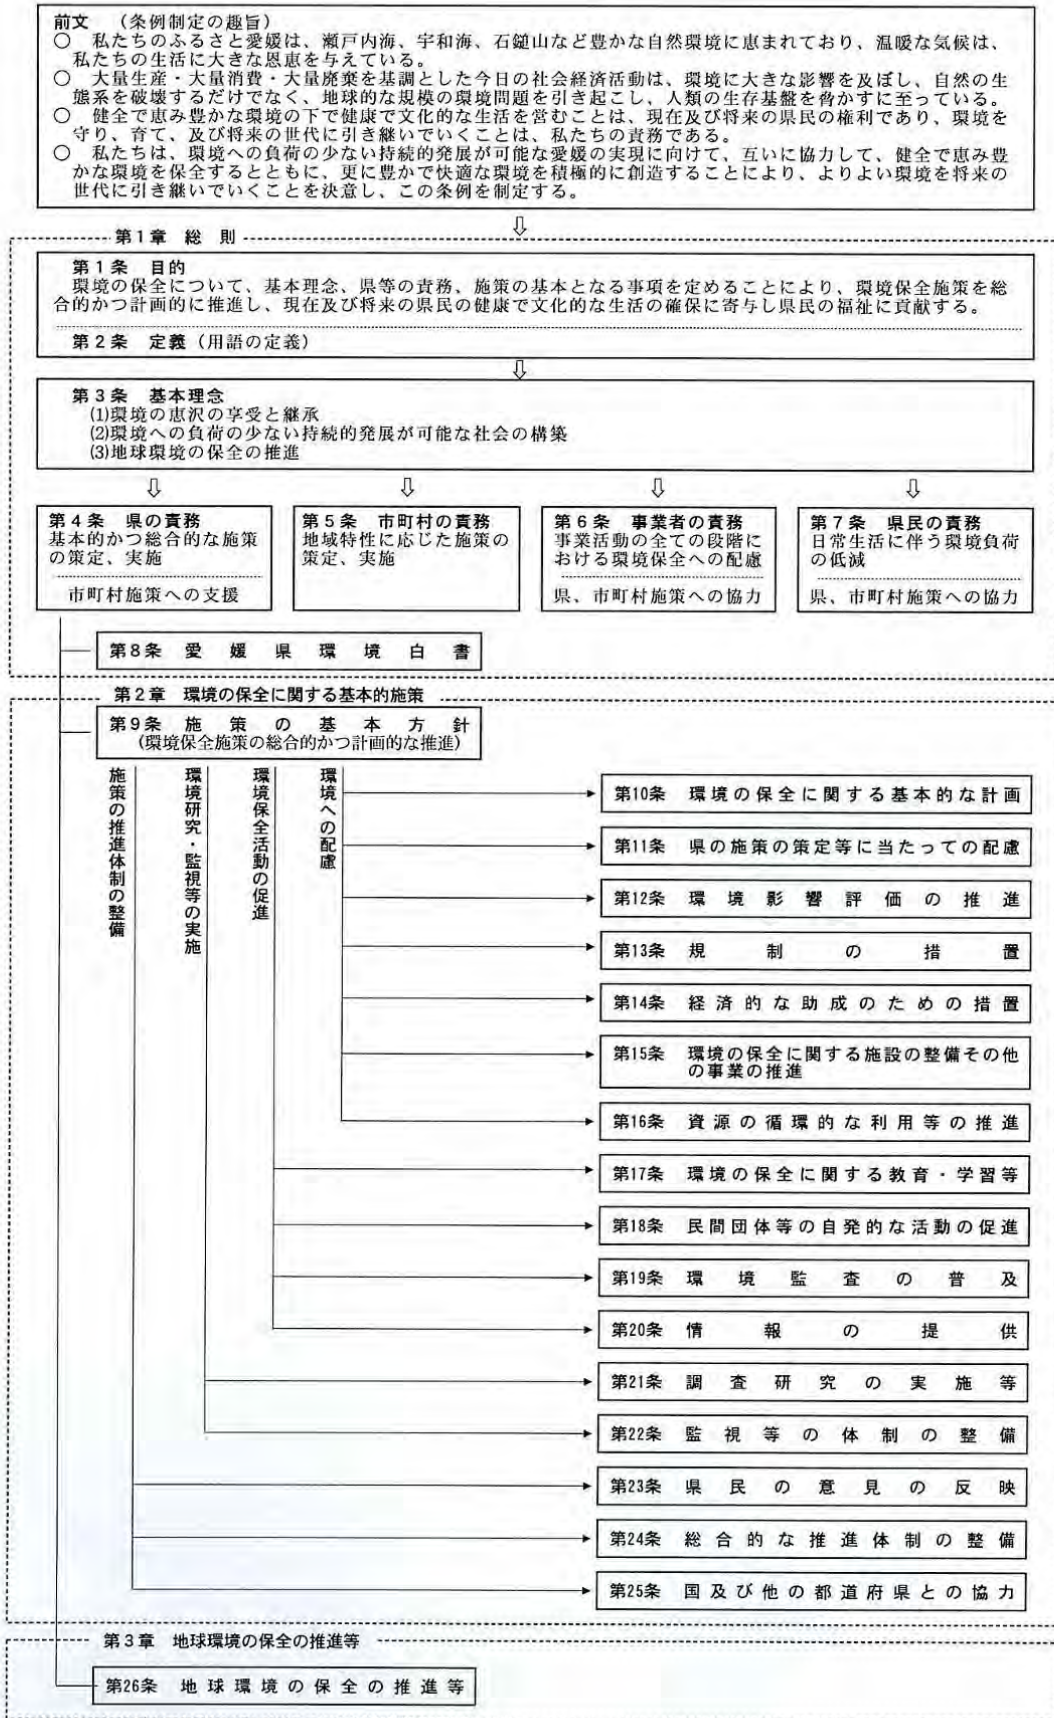 前文 （条例制定の趣旨）
○ 私たちのふるさと愛媛は、瀬戸内海、宇和海、石鎚山など豊かな自然環境に恵まれており、温暖な気候は、
私たちの生活に大きな恩恵を与えている。
○ 大量生産・大量消費・大量廃棄を基調とした今日の社会経済活動は、環境に大きな影響を及ぼし、自然の生
態系を破壊するだけでなく、地球的な規模の環境問題を引き起こし、人類の生存基盤を脅かすに至っている。
○ 健全で恵み豊かな環境の下で健康で文化的な生活を営むことは、現在及び将来の県民の権利であり、環境を
守り、育て、及び将来の世代に引き継いでいくことは、私たちの責務である。
○ 私たちは、環境への負荷の少ない持続的発展が可能な愛媛の実現に向けて、互いに協力して、健全で恵み豊
かな環境を保全するとともに、更に豊かで快適な環境を積極的に創造することにより、よりよい環境を将来の
世代に引き継いでいくことを決意し、この条例を制定する。
第1章 総則
第1条 目的
環境の保全について、基本理念、県等の責務、施策の基本となる事項を定めることにより、環境保全施策を総
合的かつ計画的に推進し、現在及び将来の県民の健康で文化的な生活の確保に寄与し県民の福祉に貢献する。
第2条 定義（用語の定義）
第3条 基本理念
(1)環境の恵沢の享受と継承
(2)環境への負荷の少ない持続的発展が可能な社会の構築
(3)地球環境の保全の推進
第4条 県の責務
基本的かつ総合的な施策
の策定、実施
市町村施策への支援
第5条 市町村の責務
地域特性に応じた施策の
策定、実施
第6条 事業者の責務
事業活動の全ての段階に
おける環境保全への配慮
県、市町村施策への協力
第7条 県民の責務
日常生活に伴う環境負荷
の低減
県、市町村施策への協力
第8条 愛媛県環境白書
第2章 環境の保全に関する基本的施策
第9条 施策の基本方針
(環境保全施策の総合的かつ計画的な推進)
施策の推進体制の整備
環境研究・監視等の実施
環境保全活動の促進
環境への配慮
第10条 環境の保全に関する基本的な計画
第11条 県の施策の策定等に当たっての配慮
第12条 環境影響評価の推進
第13条 規制の措置
第14条 経済的な助成のための措置
第15条 環境の保全に関する施設の整備その他
の事業の推進
第16条 資源の循環的な利用等の推進
第17条 環境の保全に関する教育・学習等
第18条 民間団体等の自発的な活動の促進
第19条 環境監査の普及
第20条 情報の提供
第21条 調査研究の実施等
第22条 監視等の体制の整備
第23条 県民の意見の反映
第24条 総合的な推進体制の整備
第25条 国及び他の都道府県との協力
第3章 地球環境の保全の推進等
第26条 地球環境の保全の推進等